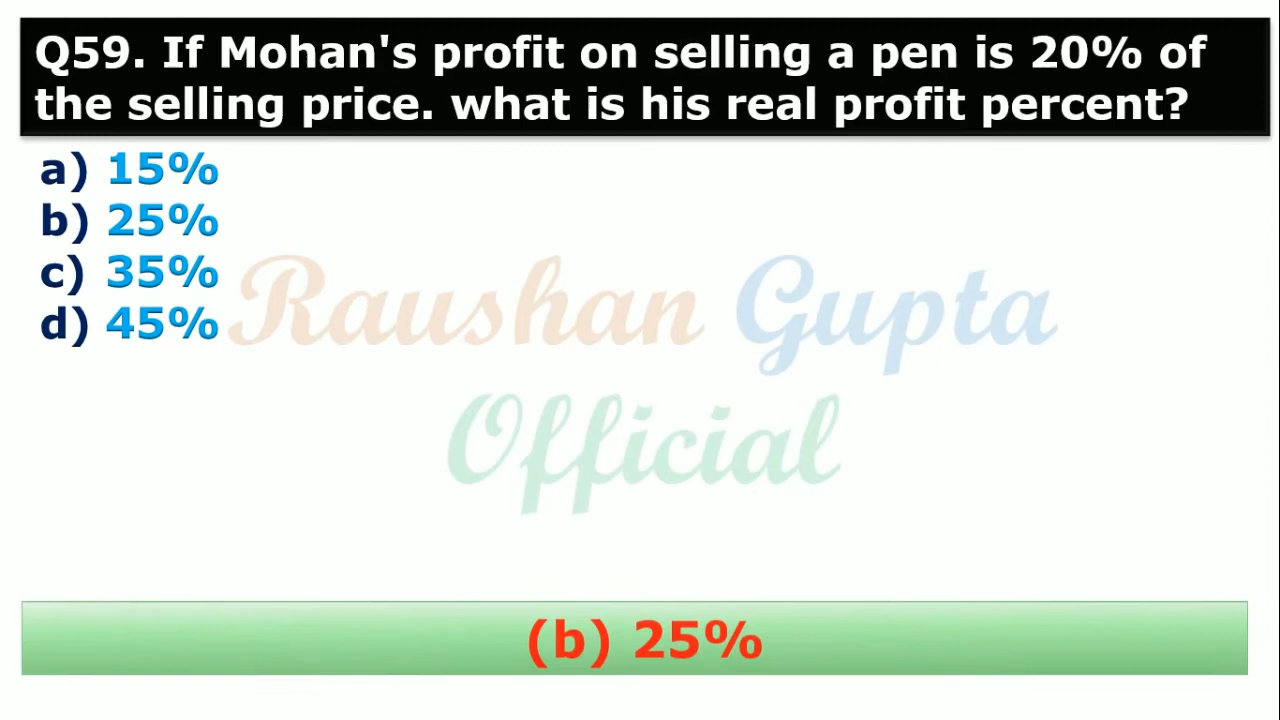 Q59. If Mohan's profit on selling a pen is 20% of
the selling price. what is his real profit percent?
a) 15%
b) 25%
c) 35%
d) 45%
Raushan Gupta
Official
(b) 25%